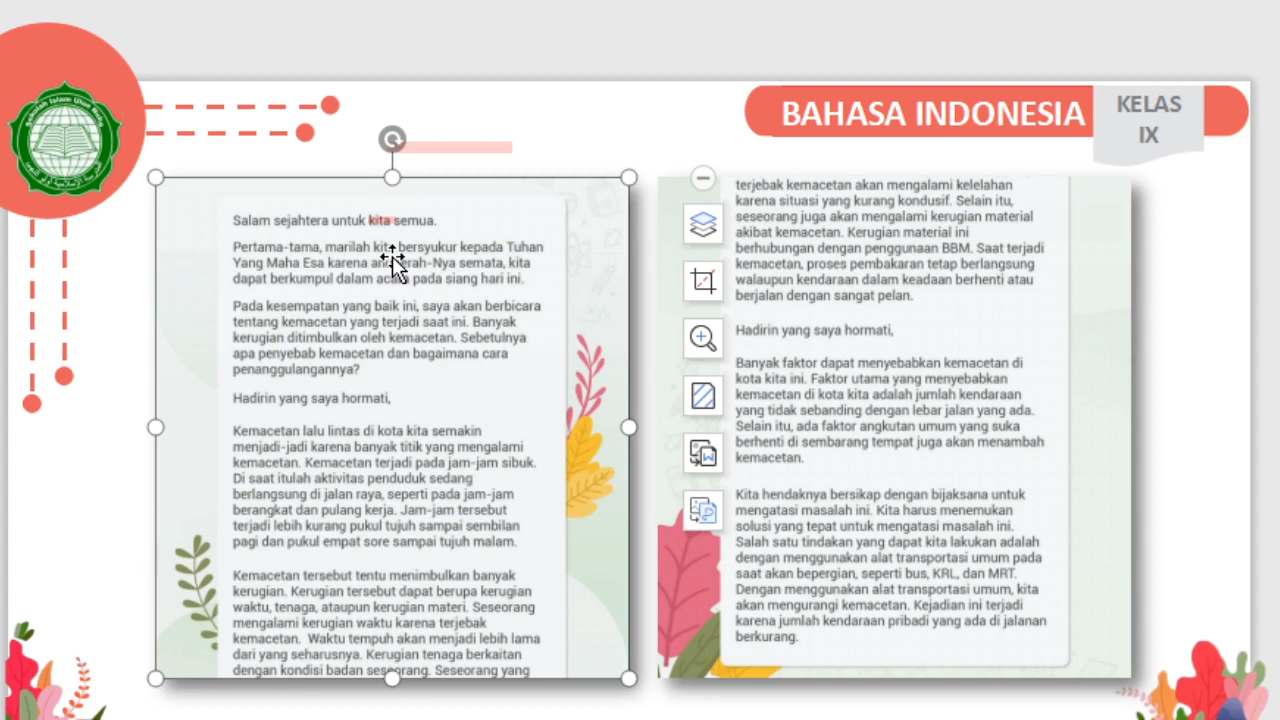 BAHASA INDONESIA
KELAS
IX
Salam sejahtera untuk kita semua.
Pertama-tama, marilah kita bersyukur kepada Tuhan
Yang Maha Esa karena anugerah-Nya semata, kita
dapat berkumpul dalam acara pada siang hari ini.
Pada kesempatan yang baik ini, saya akan berbicara
tentang kemacetan yang terjadi saat ini. Banyak
kerugian ditimbulkan oleh kemacetan. Sebetulnya
apa penyebab kemacetan dan bagaimana cara
penanggulangannya?
Hadirin yang saya hormati,
Kemacetan lalu lintas di kota kita semakin
menjadi-jadi karena banyak titik yang mengalami
kemacetan. Kemacetan terjadi pada jam-jam sibuk.
Di saat itulah aktivitas penduduk sedang
berlangsung di jalan raya, seperti pada jam-jam
berangkat dan pulang kerja. Jam-jam tersebut
terjadi lebih kurang pukul tujuh sampai sembilan
pagi dan pukul empat sore sampai tujuh malam.
Kemacetan tersebut tentu menimbulkan banyak
kerugian. Kerugian tersebut dapat berupa kerugian
waktu, tenaga, ataupun kerugian materi. Seseorang
mengalami kerugian waktu karena terjebak
kemacetan. Waktu tempuh akan menjadi lebih lama
dari yang seharusnya. Kerugian tenaga berkaitan
dengan kondisi badan seseorang. Seseorang yang
terjebak kemacetan akan mengalami kelelahan
karena situasi yang kurang kondusif. Selain itu,
seseorang juga akan mengalami kerugian material
akibat kemacetan. Kerugian material ini
berhubungan dengan penggunaan BBM. Saat terjadi
kemacetan, proses pembakaran tetap berlangsung
walaupun kendaraan dalam keadaan berhenti atau
berjalan dengan sangat pelan.
Hadirin yang saya hormati,
Banyak faktor dapat menyebabkan kemacetan di
kota kita ini. Faktor utama yang menyebabkan
kemacetan di kota kita adalah jumlah kendaraan
yang tidak sebanding dengan lebar jalan yang ada.
Selain itu, ada faktor angkutan umum yang suka
berhenti di sembarang tempat juga akan menambah
kemacetan.
Kita hendaknya bersikap dengan bijaksana untuk
mengatasi masalah ini. Kita harus menemukan
solusi yang tepat untuk mengatasi masalah ini.
Salah satu tindakan yang dapat kita lakukan adalah
dengan menggunakan alat transportasi umum pada
saat akan bepergian, seperti bus, KRL, dan MRT.
Dengan menggunakan alat transportasi umum, kita
akan mengurangi kemacetan. Kejadian ini terjadi
karena jumlah kendaraan pribadi yang ada di jalanan
berkurang.